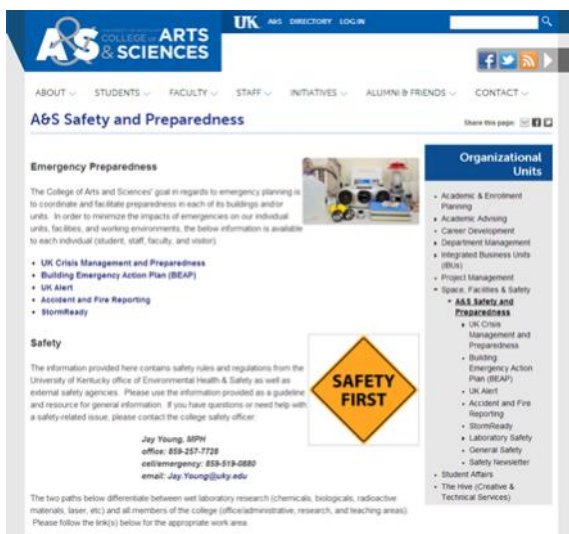 A&S
UNIVERSITY OF KENTUCKY
COLLEGE OF ARTS
& SCIENCES
UK A&S DIRECTORY LOG IN
ABOUT STUDENTS FACULTY STAFF INITIATIVES ALUMNI & FRIENDS CONTACT
A&S Safety and Preparedness
Share this page:
Emergency Preparedness
The College of Arts and Sciences' goal in regards to emergency planning is
to coordinate and facilitate preparedness in each of its buildings and/or
units. In order to minimize the impacts of emergencies on our individual
units, facilities, and working environments, the below information is available
to each individual (student, staff, faculty, and visitor).
UK Crisis Management and Preparedness
Building Emergency Action Plan (BEAP)
UK Alert
Accident and Fire Reporting
StormReady
Safety
The information provided here contains safety rules and regulations from the
University of Kentucky office of Environmental Health & Safety as well as
external safety agencies. Please use the information provided as a guideline
and resource for general information. If you have questions or need help with
a safety-related issue, please contact the college safety officer:
Jay Young, MPH
office: 859-257-7728
cell/emergency: 859-519-0880
email: Jay.Young@uky.edu
The two paths below differentiate between wet laboratory research (chemicals, biologicals, radioactive
materials, laser, etc) and all members of the college (office/administrative, research, and teaching areas).
Please follow the link(s) below for the appropriate work area.
SAFETY
FIRST
Organizational
Units
Academic & Enrollment
Planning
Academic Advising
Career Development
Department Management
Integrated Business Units
(IBUs)
Project Management
Space, Facilities & Safety
A&S Safety and
Preparedness
UK Crisis
Management and
Preparedness
Building
Emergency Action
Plan (BEAP)
UK Alert
Accident and Fire
Reporting
StormReady
Laboratory Safety
General Safety
Safety Newsletter
Student Affairs
The Hive (Creative &
Technical Services)